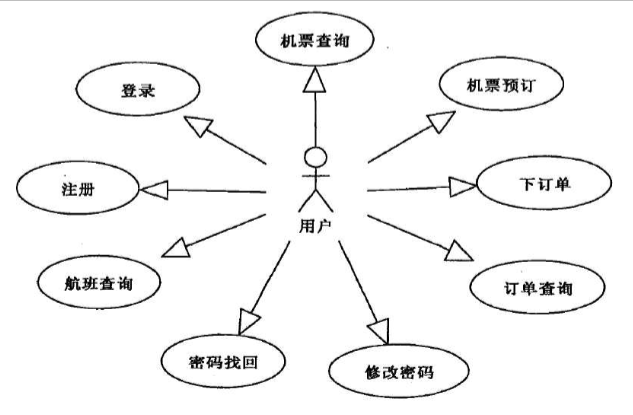 机票查询
登录
机票预订
注册
下订单
用户
航班查询
订单查询
密码找回
修改密码